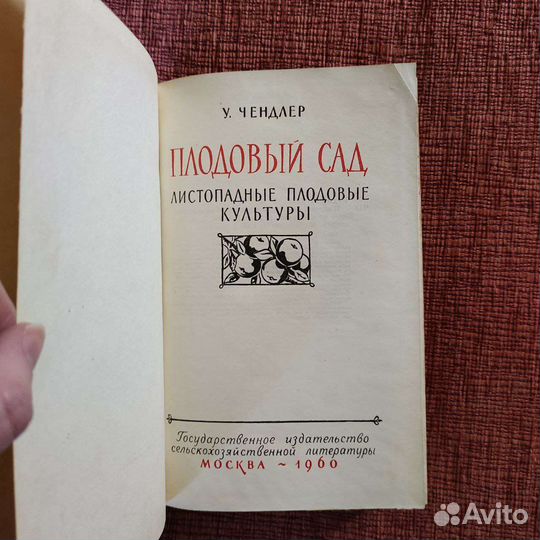 У. ЧЕНДЛЕР
ПЛОДОВЫЙ САД
ЛИСТОПАДНЫЕ ПЛОДОВЫЕ
КУЛЬТУРЫ
Государственное издательство
сельскохозяйственной литературы
МОСКВА ~ 1960
Avito